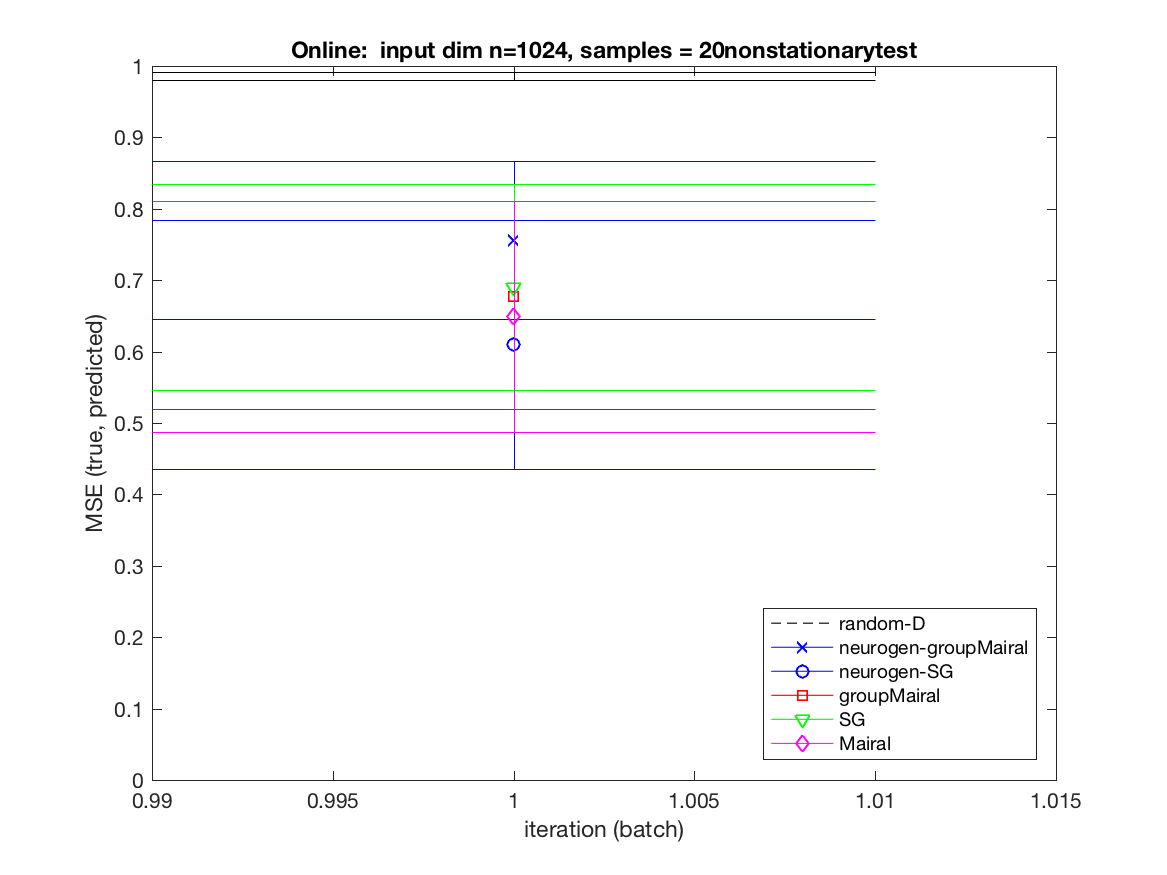 Online:  input dim n=1024, samples = 20nonstationarytest
1
0.9
0.8
0.7
0.6
0.5
0.4
0.3
0.2
0.1
0
MSE (true, predicted)
random-D
neurogen-groupMairal
neurogen-SG
groupMairal
SG
Mairal
0.99
0.995
1
1.005
1.01
1.015
iteration (batch)